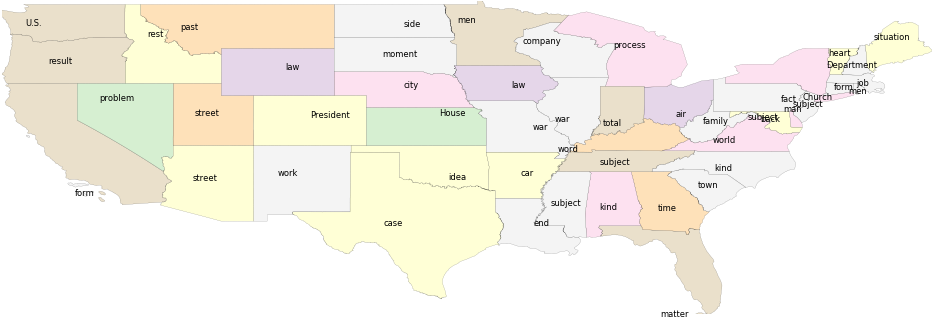 U.S.
men
side
past
rest
situation
company
process
heart
moment
result
Department
law
city
law
job
form
men
problem
Church
fact
subject
man
street
President
House
air
subject
back
total
family
war
war
world
word
subject
kind
car
work
idea
street
town
form
subject
kind
time
case
end
matter